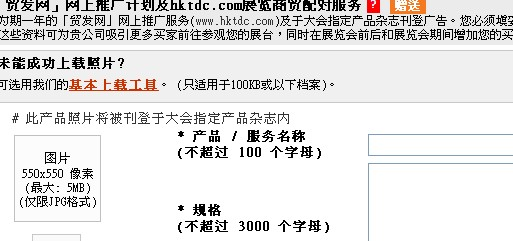 贸发网」网上推广计划及hktdc.com展览商贸配对服务 ? 赠送
为期一年的「贸发网」网上推广服务(www.hktdc.com)及于大会指定产品杂志刊登广告。您必须填妥
这些资料可为贵公司吸引更多买家前往参观您的展台，同时在展览会前后和展览会期间增加您的买
未能成功上载照片？
可选用我们的基本上载工具。 (只适用于100KB或以下档案)。
# 此产品照片将被刊登于大会指定产品杂志内
图片
550x550 像素
(最大: 5MB)
(仅限JPG格式)
* 产品 / 服务名称
(不超过 100 个字母)
* 规格
(不超过 3000 个字母)